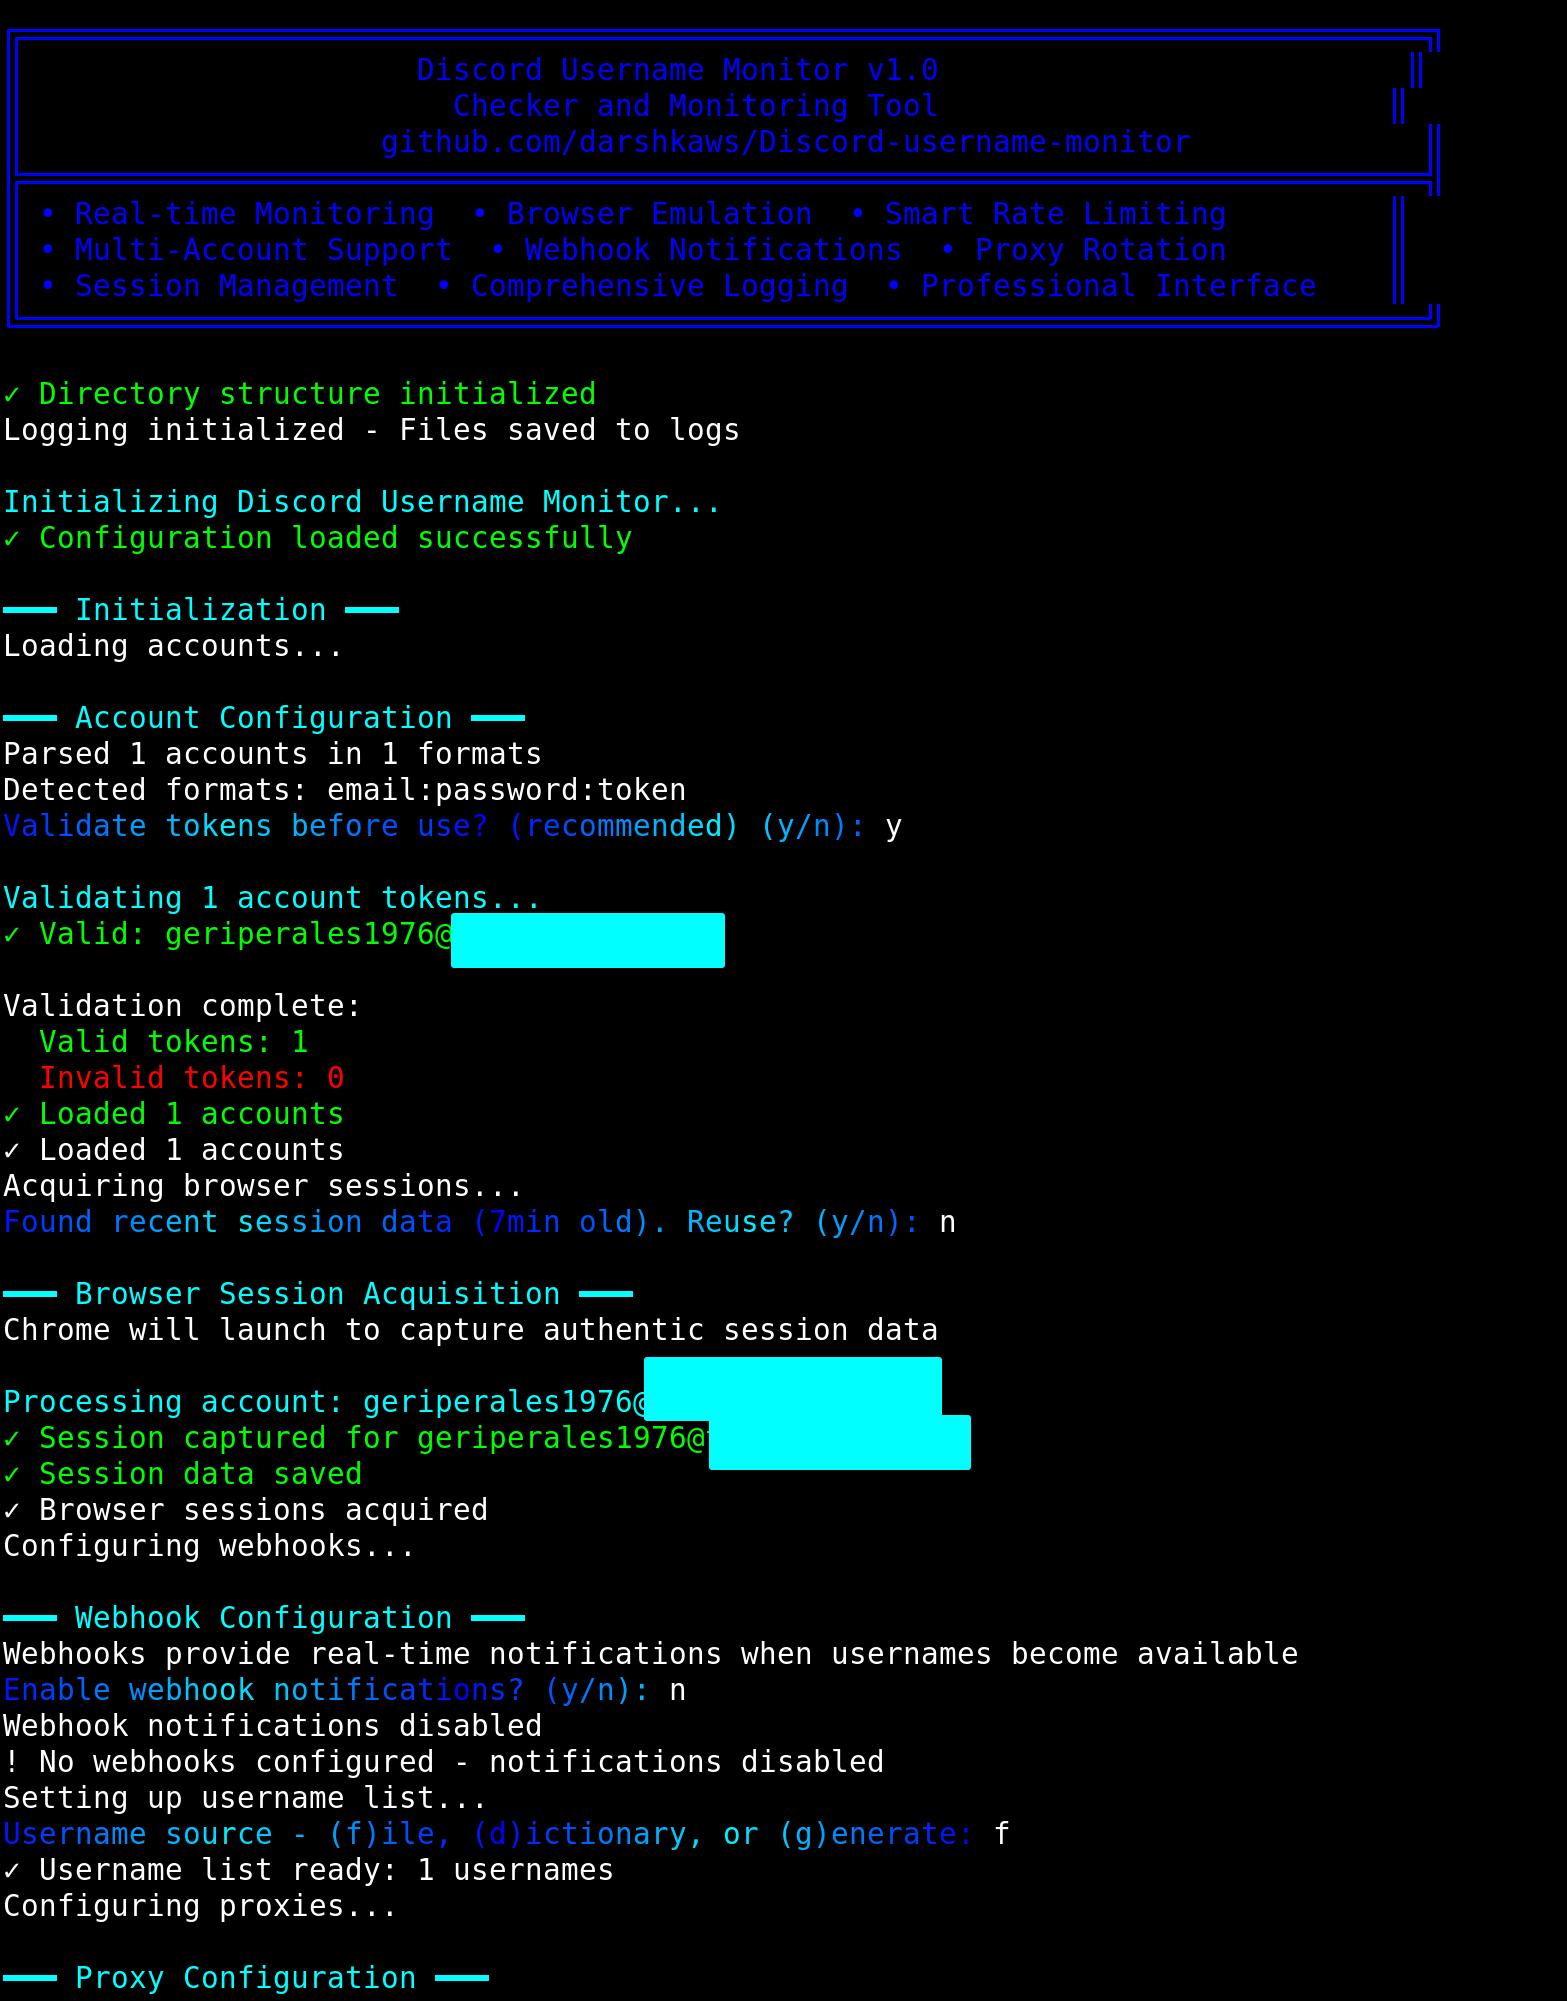 Discord Username Monitor v1.0
Checker and Monitoring Tool
github.com/darshkaws/Discord-username-monitor
• Real-time Monitoring • Browser Emulation • Smart Rate Limiting
• Multi-Account Support • Webhook Notifications • Proxy Rotation
• Session Management • Comprehensive Logging • Professional Interface
✓ Directory structure initialized
Logging initialized - Files saved to logs
Initializing Discord Username Monitor...
✓ Configuration loaded successfully
━━━ Initialization ━━━
Loading accounts...
━━━ Account Configuration ━━━
Parsed 1 accounts in 1 formats
Detected formats: email:password:token
Validate tokens before use? (recommended) (y/n): y
Validating 1 account tokens...
✓ Valid: geriperales1976@
Validation complete:
Valid tokens: 1
Invalid tokens: 0
✓ Loaded 1 accounts
✓ Loaded 1 accounts
Acquiring browser sessions...
Found recent session data (7min old). Reuse? (y/n): n
━━━ Browser Session Acquisition ━━━
Chrome will launch to capture authentic session data
Processing account: geriperales1976@
✓ Session captured for geriperales1976@
✓ Session data saved
✓ Browser sessions acquired
Configuring webhooks...
━━━ Webhook Configuration ━━━
Webhooks provide real-time notifications when usernames become available
Enable webhook notifications? (y/n): n
Webhook notifications disabled
! No webhooks configured - notifications disabled
Setting up username list...
Username source - (f)ile, (d)ictionary, or (g)enerate: f
✓ Username list ready: 1 usernames
Configuring proxies...
━━━ Proxy Configuration ━━━